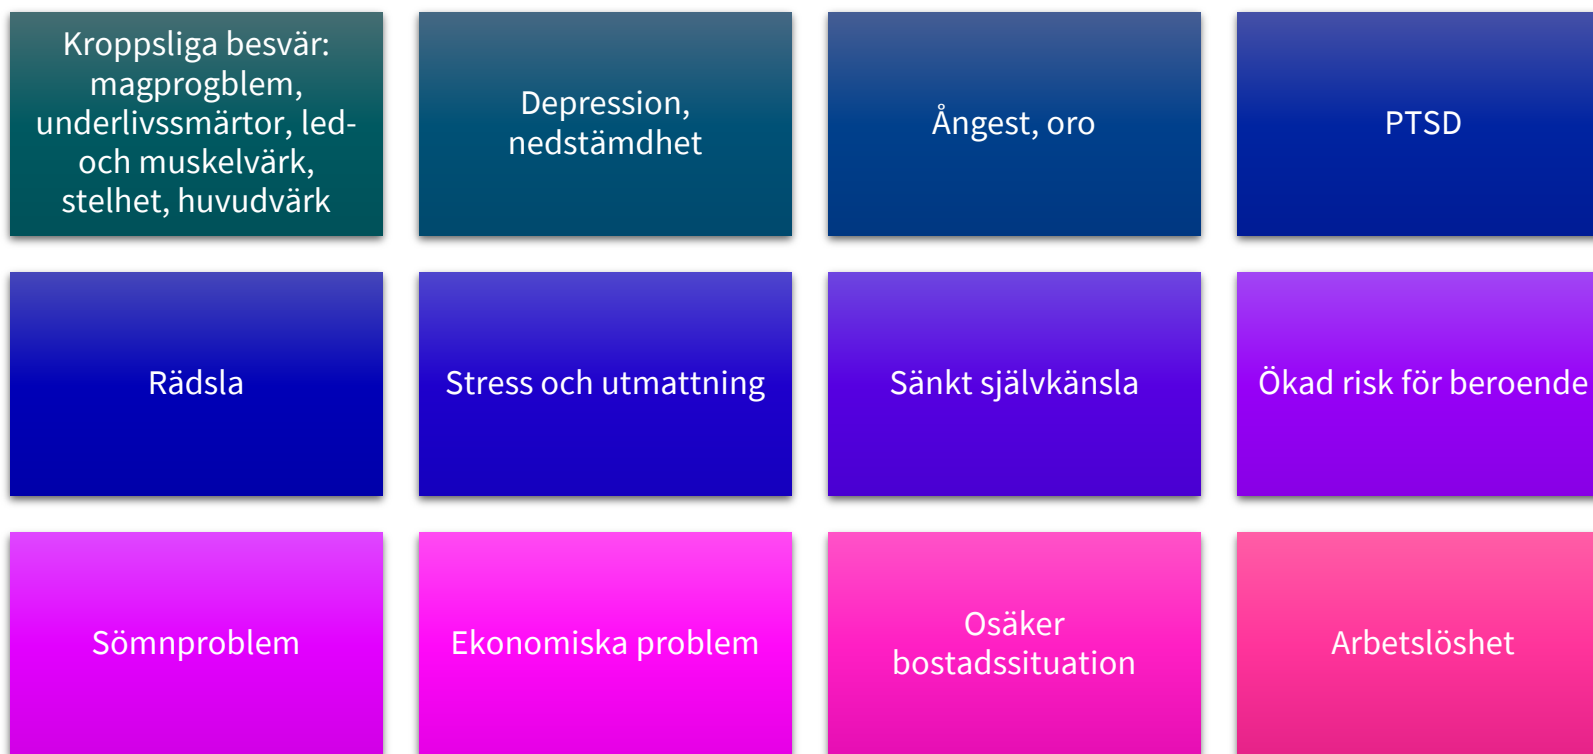 Kroppsliga besvär:
magprogblem,
underlivssmärtor, led-
och muskelvärk,
stelhet, huvudvärk
Depression,
nedstämdhet
Ångest, oro
PTSD
Rädsla
Stress och utmattning
Sänkt självkänsla
Ökad risk för beroende
Sömnproblem
Ekonomiska problem
Osäker
bostadssituation
Arbetslöshet